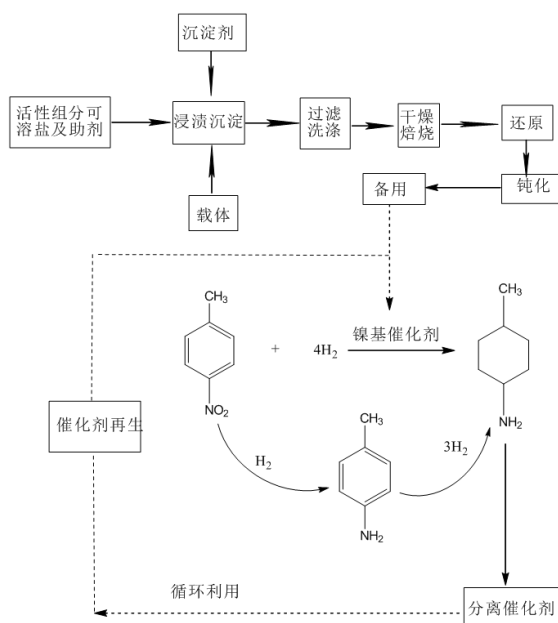 沉淀剂
活性组分可
溶盐及助剂
浸渍沉淀
过滤
洗涤
干燥
焙烧
还原
载体
备用
钝化
CH3
CH3
镍基催化剂
+
4H2
NO2
NH2
催化剂再生
H2
CH3
3H2
NH2
循环利用
分离催化剂